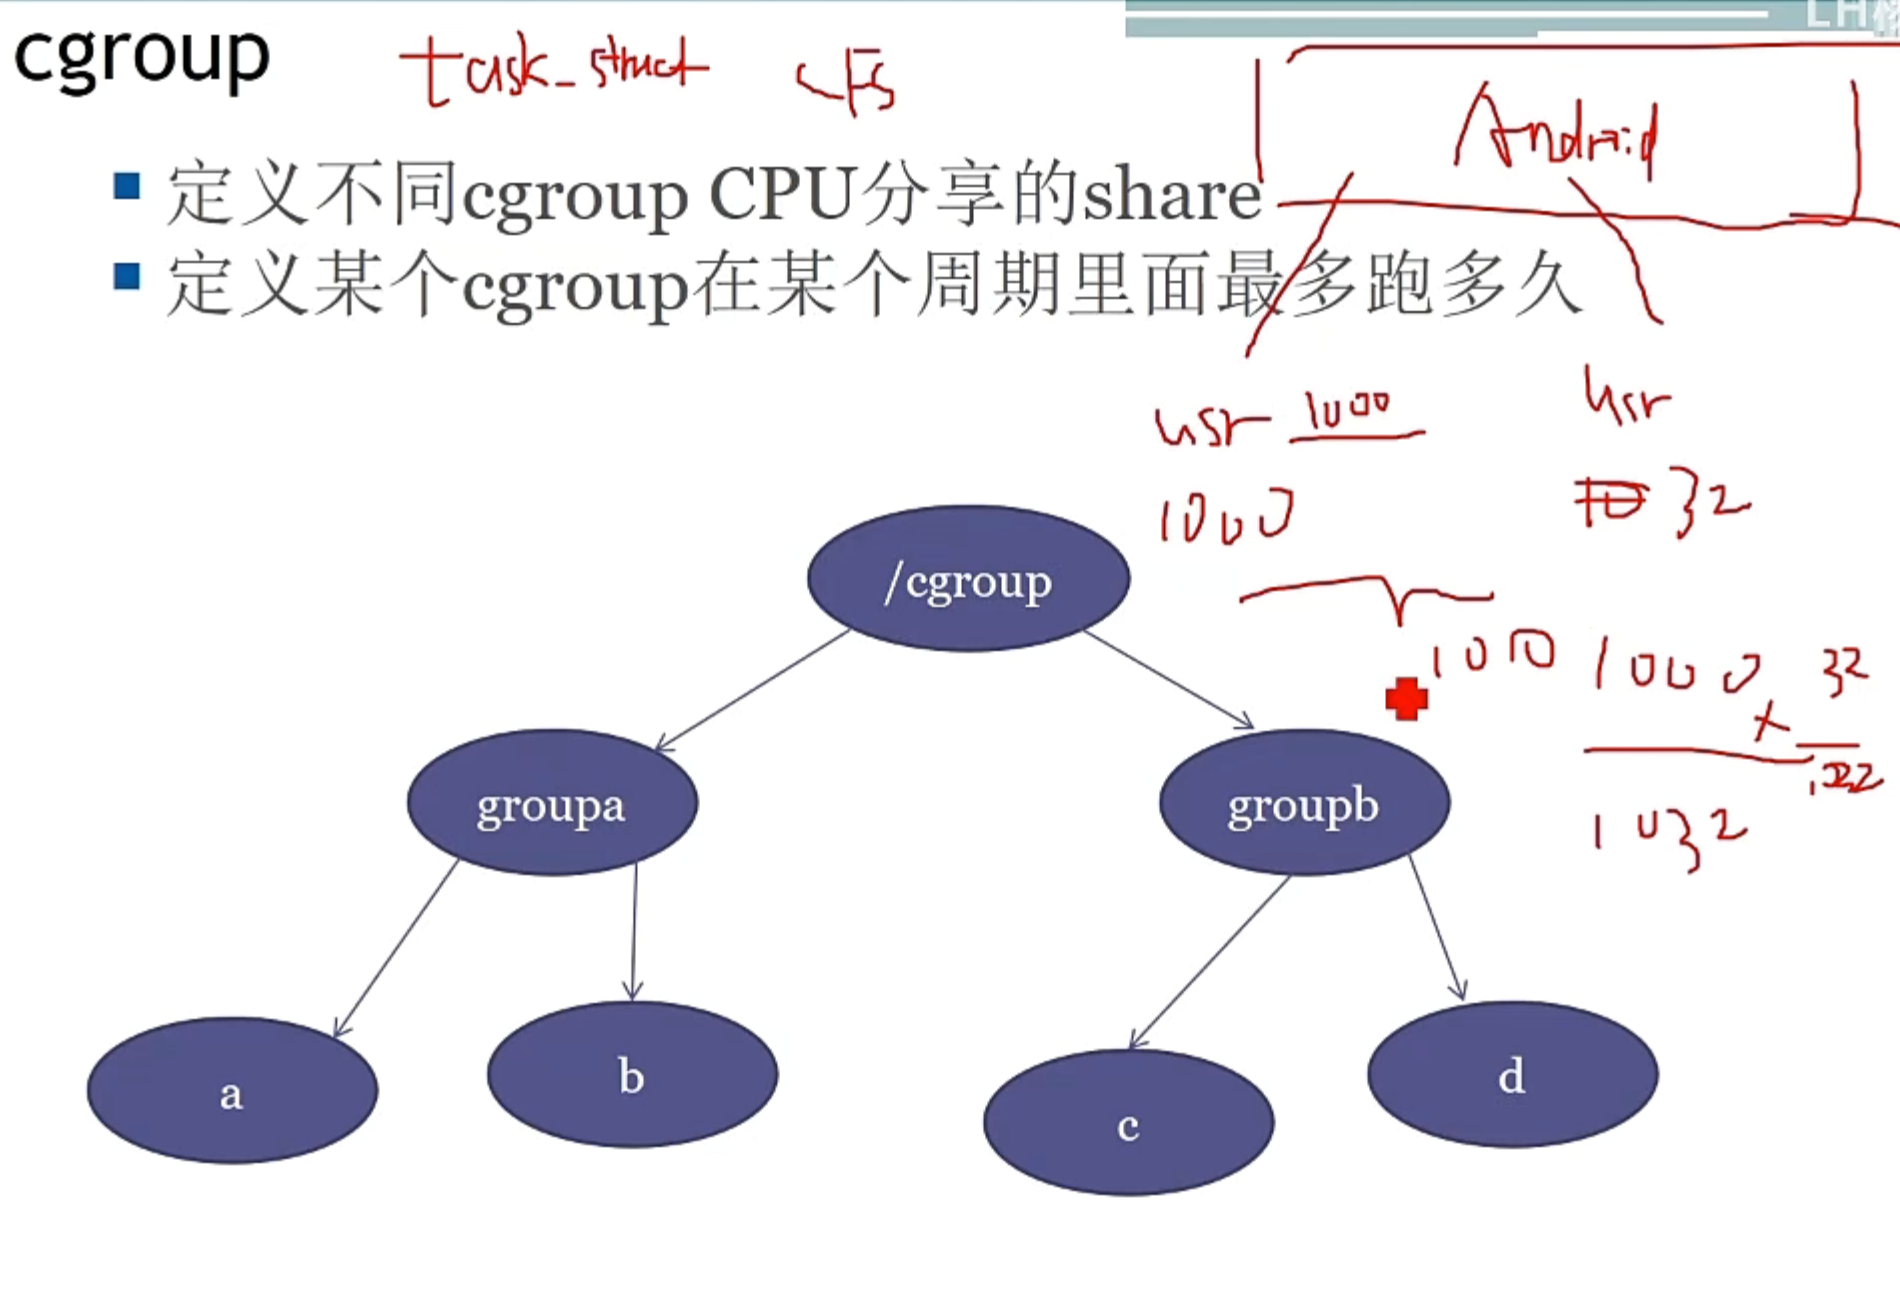 cgroup task_struct CFS
Android
定义不同cgroup CPU分享的share
定义某个cgroup在某个周期里面最多跑多久
usr 1000 usr
1000 10 32
/cgroup
1000 32
groupa groupb
1032
a b c d